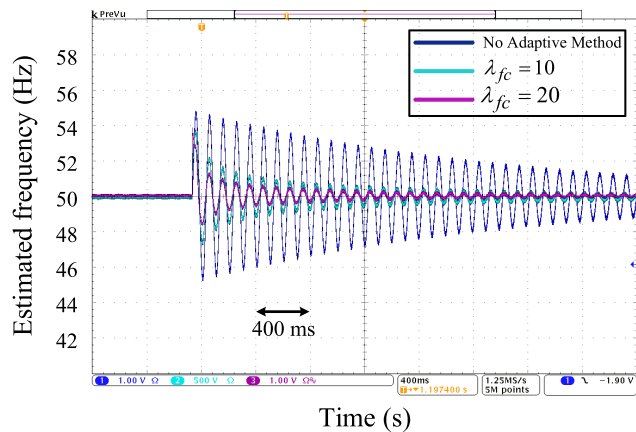 k PreVu
T
Estimated frequency (Hz)
58
56
54
52
50
48
46
44
42
No Adaptive Method
λfc = 10
λfc = 20
400 ms
1 1.00 V Ω 2 500 V Ω 3 1.00 V Ω
400ms
T 1.197400 s
1.25MS/s
5M points
1 −1.90 V
Time (s)